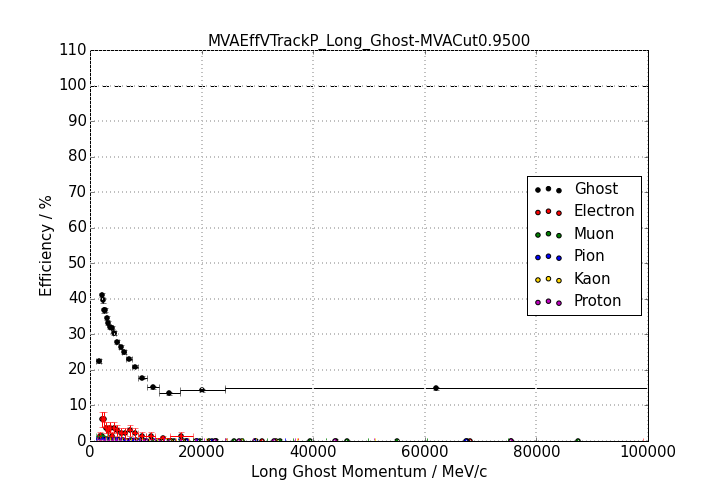 MVAEffVTrackP_Long_Ghost-MVACut0.9500
110
100
90
80
70
60
50
40
30
20
10
0
Efficiency / %
Ghost
Electron
Muon
Pion
Kaon
Proton
0 20000 40000 60000 80000 100000
Long Ghost Momentum / MeV/c